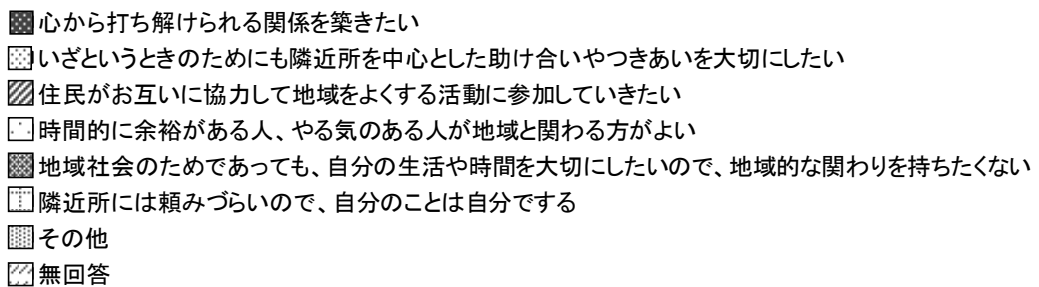 心から打ち解けられる関係を築きたい
いざというときのためにも隣近所を中心とした助け合いやつきあいを大切にしたい
住民がお互いに協力して地域をよくする活動に参加していきたい
時間的に余裕がある人、やる気のある人が地域と関わる方がよい
地域社会のためであっても、自分の生活や時間を大切にしたいので、地域的な関わりを持ちたくない
隣近所には頼みづらいので、自分のことは自分でする
その他
無回答